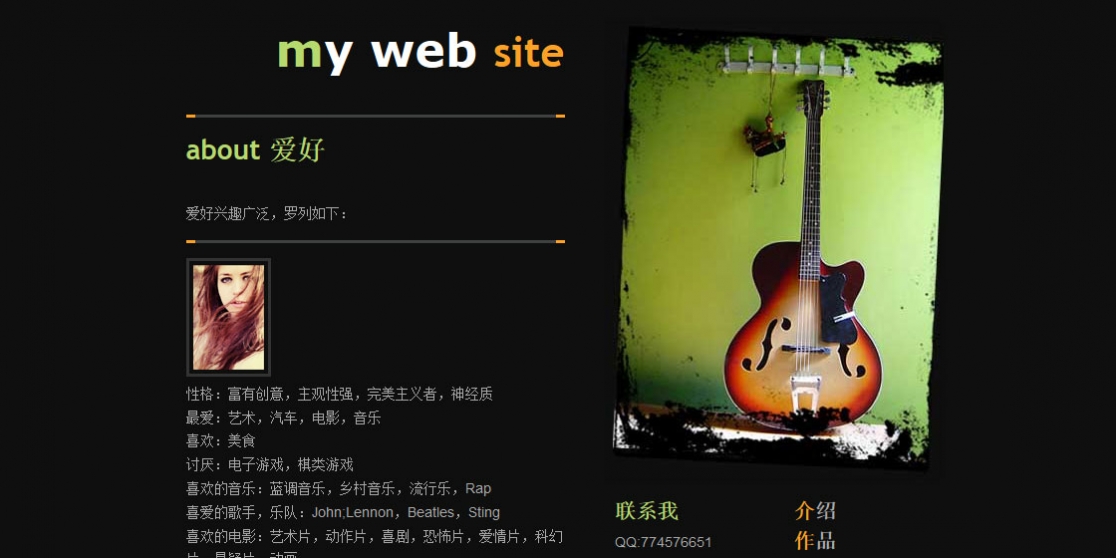 my web site
about 爱好
爱好兴趣广泛，罗列如下：
性格：富有创意，主观性强，完美主义者，神经质
最爱：艺术，汽车，电影，音乐
喜欢：美食
讨厌：电子游戏，棋类游戏
喜欢的音乐：蓝调音乐，乡村音乐，流行乐，Rap
喜爱的歌手，乐队：John;Lennon，Beatles，Sting
喜欢的电影：艺术片，动作片，喜剧，恐怖片，爱情片，科幻
片，悬疑片，动画
联系我
QQ:774576651
介绍
作品